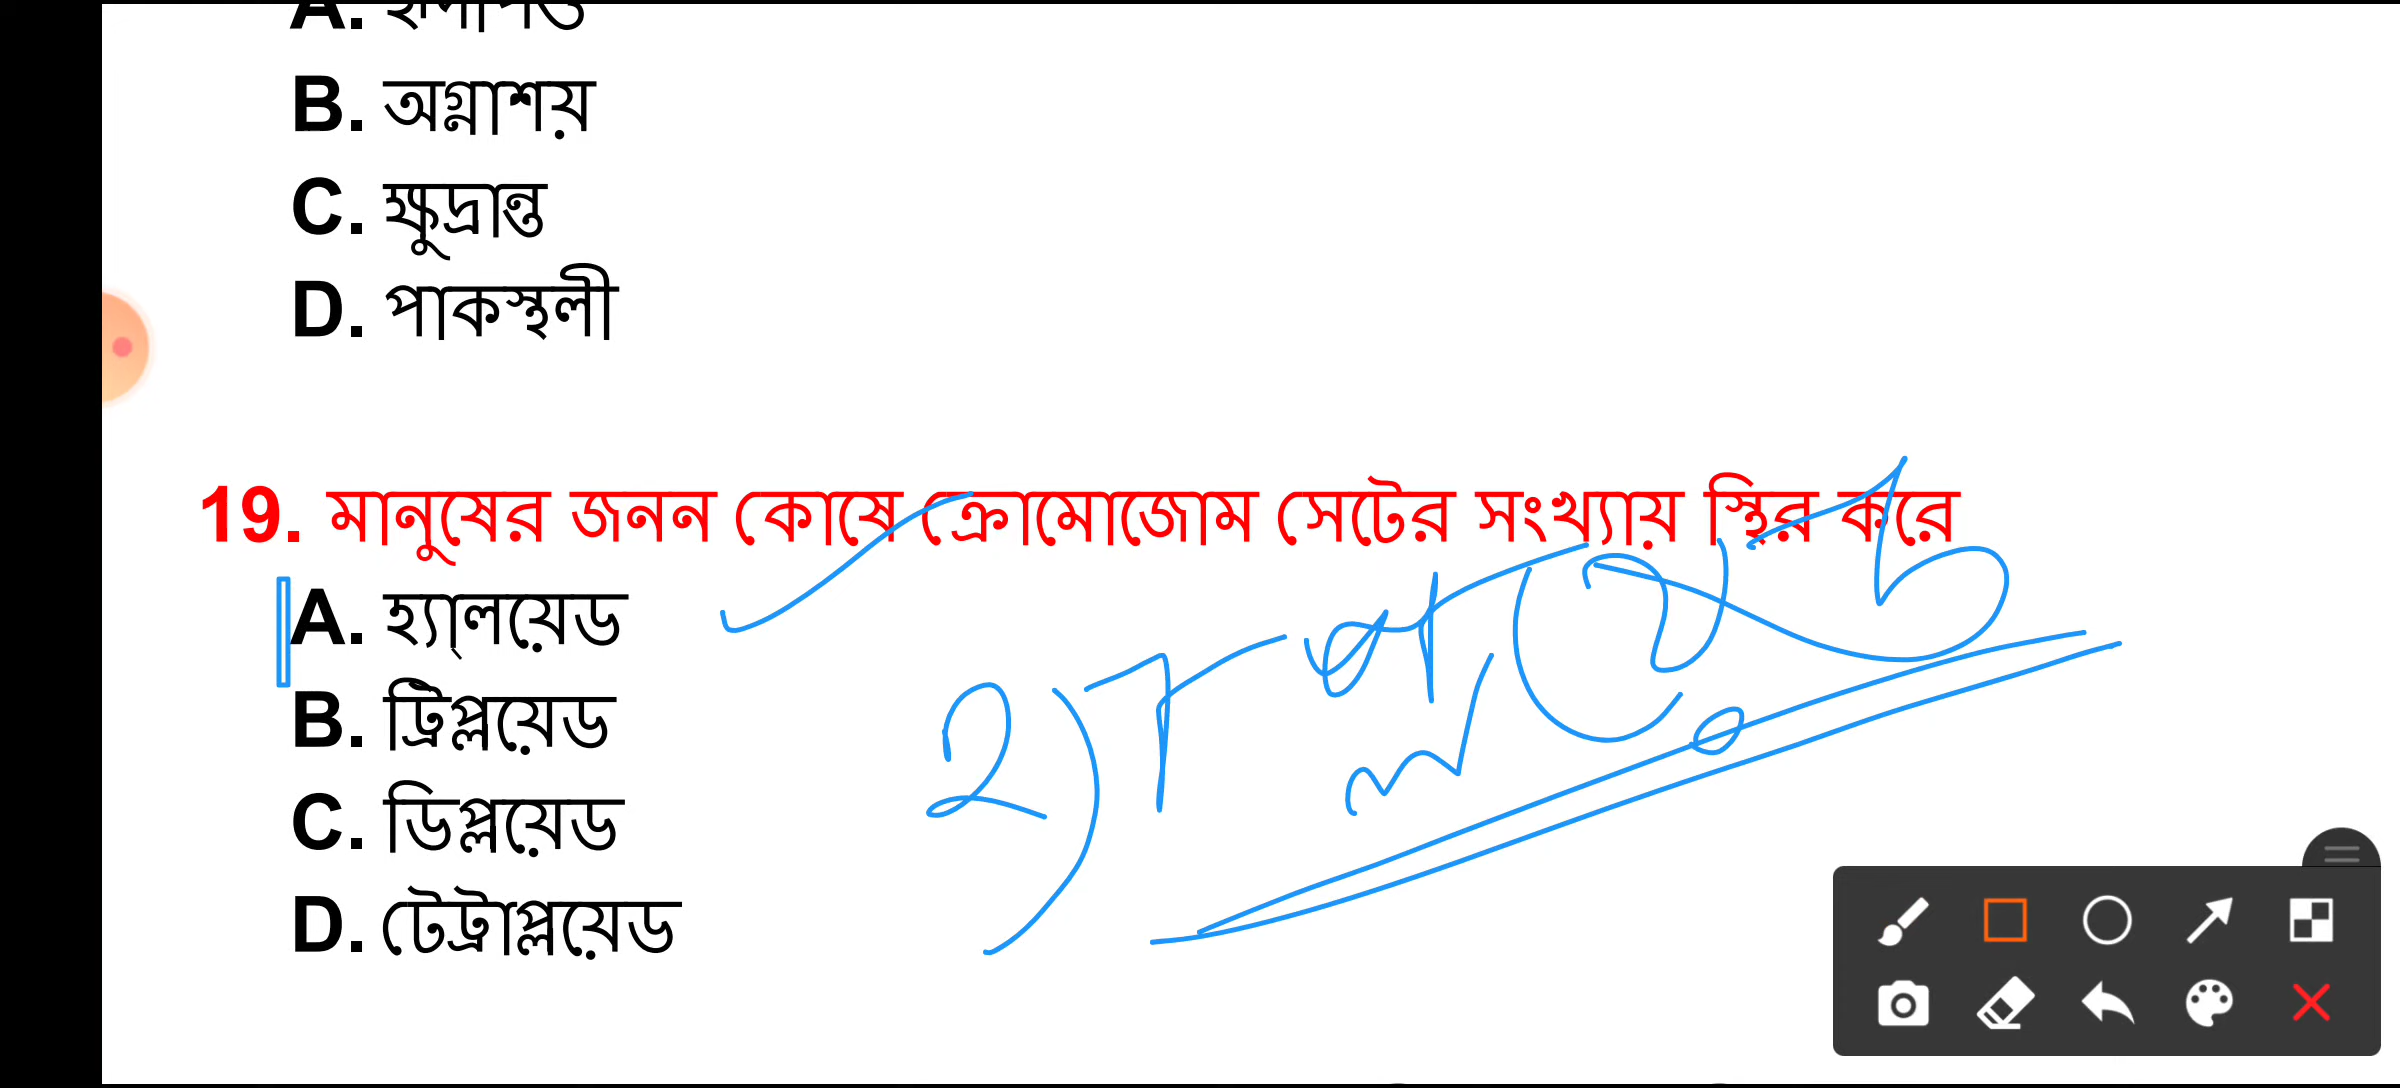 B. অগ্নাশয়
C. ক্ষুদ্রান্ত
D. পাকস্থলী
19. মানুষের জনন কোষে ক্রোমোজোম সেটের সংখ্যায় স্থির করে
A. হ্যা্লয়েড
B. ট্রিপ্লয়েড
C. ডিপ্লয়েড
D. টেট্রাপ্লয়েড